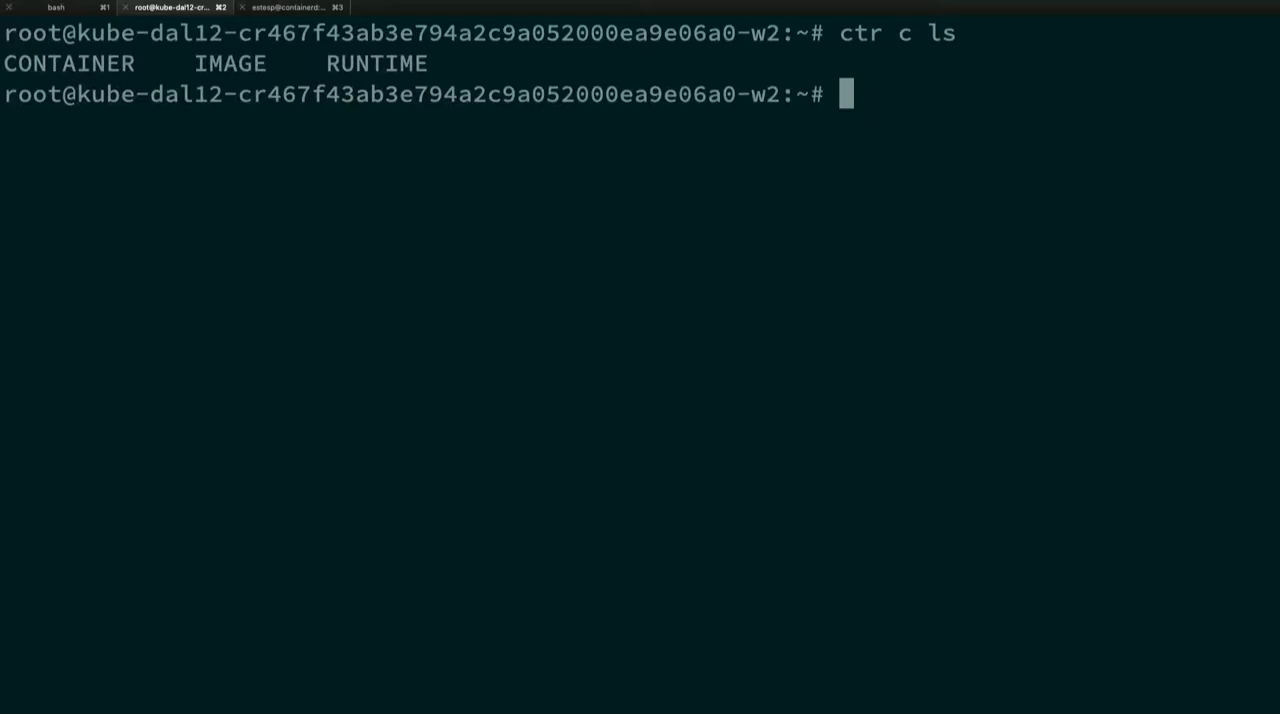 bash ⌘1 root@kube-dal12-cr... ⌘2 estesp@containerd:... ⌘3
root@kube-dal12-cr467f43ab3e794a2c9a052000ea9e06a0-w2:~# ctr c ls
CONTAINER IMAGE RUNTIME
root@kube-dal12-cr467f43ab3e794a2c9a052000ea9e06a0-w2:~#